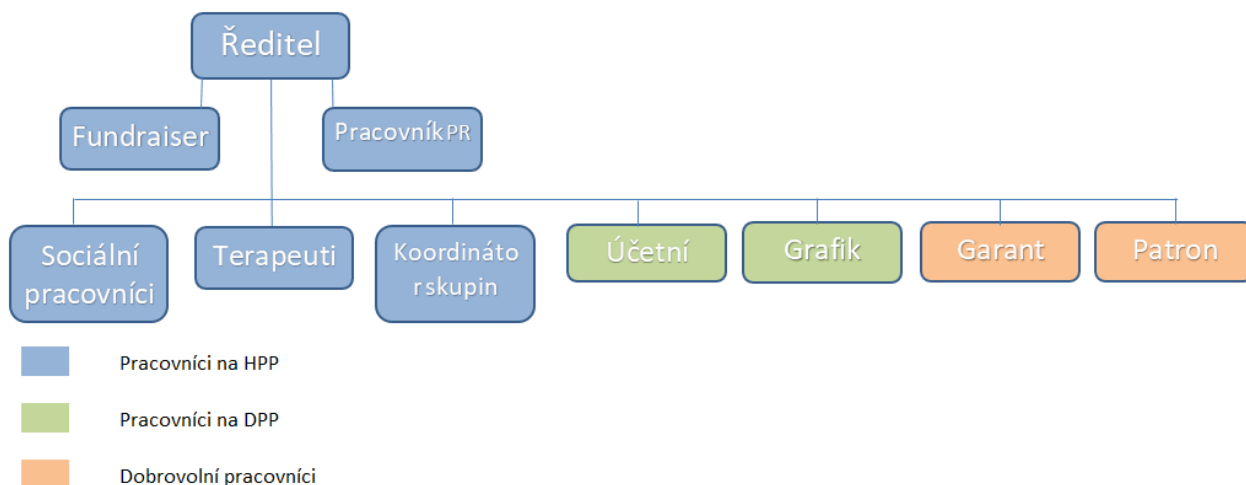 Ředitel
Fundraiser
Pracovník PR
Sociální
pracovníci
Terapeuti
Koordináto
r skupin
Účetní
Grafik
Garant
Patron
Pracovníci na HPP
Pracovníci na DPP
Dobrovolní pracovníci